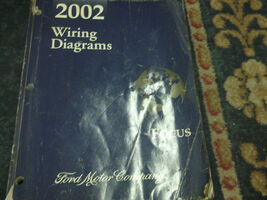 2002
Wiring
Diagrams
FOCUS
Ford Motor Company